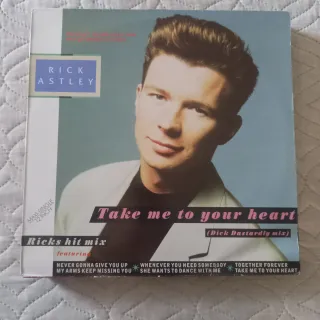 RICK
ASTLEY
Take me to your heart
(Dick Dastardly mix)
Ricks hit mix
featuring
NEVER GONNA GIVE YOU UP * WHENEVER YOU NEED SOMEBODY * TOGETHER FOREVER
MY ARMS KEEP MISSING YOU * SHE WANTS TO DANCE WITH ME * TAKE ME TO YOUR HEART